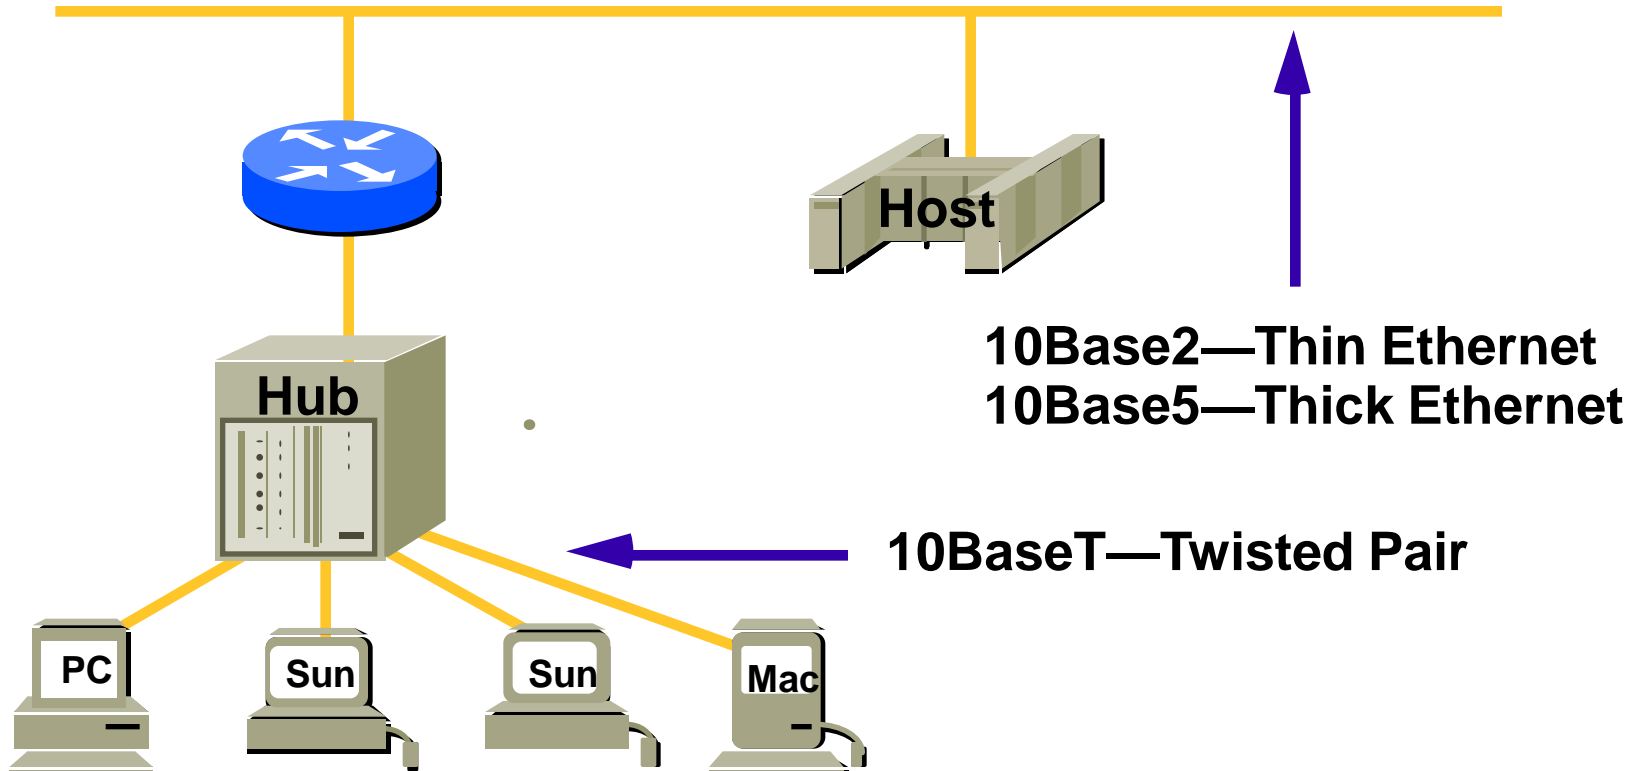 Host
10Base2—Thin Ethernet
10Base5—Thick Ethernet
Hub
10BaseT—Twisted Pair
PC
Sun
Sun
Mac